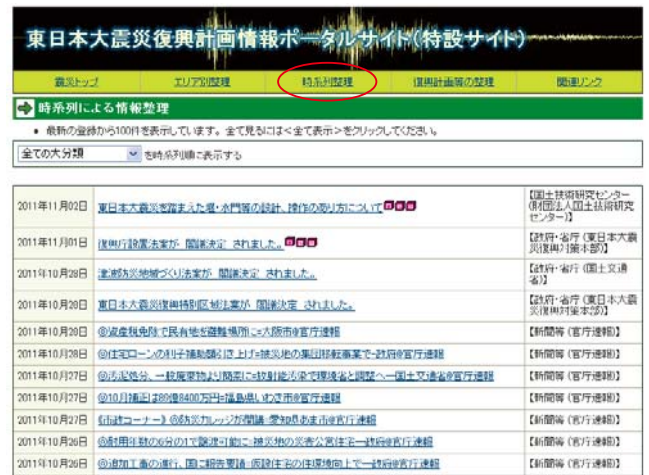 東日本大震災復興計画情報ポータルサイト(特設サイト)
震災トップ エリア別整理 時系列整理 復興計画等の整理 関連リンク
時系列による情報整理
• 最新の登録から100件を表示しています。全て見るには<全て表示>をクリックしてください。
全ての大分類 を時系列順に表示する
2011年11月02日 東日本大震災を踏まえた堰・水門等の設計、操作のあり方について 【国土技術研究センター(財団法人国土技術研究センター)】
2011年11月01日 復興庁設置法案が 閣議決定 されました。 【政府・省庁 (東日本大震災復興対策本部)】
2011年10月28日 津波防災地域づくり法案が 閣議決定 されました。 【政府・省庁 (国土交通省)】
2011年10月28日 東日本大震災復興特別区域法案が 閣議決定 されました。 【政府・省庁 (東日本大震災復興対策本部)】
2011年10月28日 ◎資産税免除で民有地を避難場所に=大阪市@官庁速報 【新聞等 (官庁速報)】
2011年10月28日 ◎住宅ローンの利子補助額引き上げ=被災地の集団移転事業で-政府@官庁速報 【新聞等 (官庁速報)】
2011年10月27日 ◎汚泥処分、一般廃棄物より簡素に=放射能汚染で環境省と調整へ―国土交通省@官庁速報 【新聞等 (官庁速報)】
2011年10月27日 ◎10月補正は89億8400万円=福島県いわき市@官庁速報 【新聞等 (官庁速報)】
2011年10月27日 《市政コーナー》◎防災カレッジが開講=愛知県あま市@官庁速報 【新聞等 (官庁速報)】
2011年10月26日 ◎耐用年数の6分の1で譲渡可能に=被災地の災害公営住宅―政府@官庁速報 【新聞等 (官庁速報)】
2011年10月26日 ◎追加工事の進行、国に報告要請=仮設住宅の住環境向上で―政府@官庁速報 【新聞等 (官庁速報)】